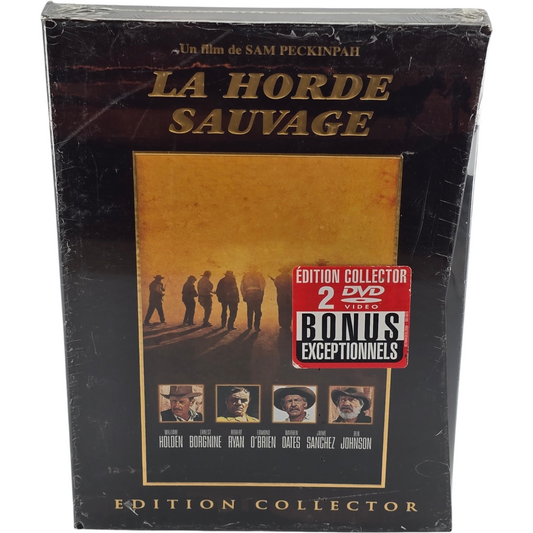 Un film de SAM PECKINPAH
LA HORDE
SAUVAGE
ÉDITION COLLECTOR
2 DVD
VIDEO
BONUS
EXCEPTIONNELS
WILLIAM HOLDEN
ERNEST BORGNINE
ROBERT RYAN
EDMOND O'BRIEN
WARREN OATES
JAIME SANCHEZ
BEN JOHNSON
EDITION COLLECTOR